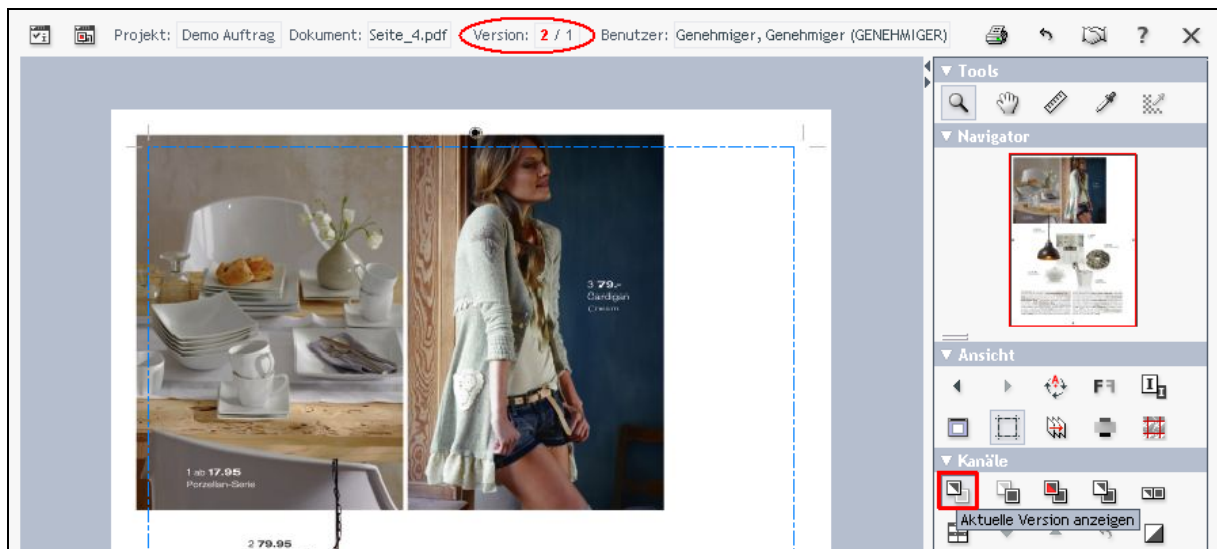 Projekt: Demo Auftrag Dokument: Seite_4.pdf Version: 2 / 1 Benutzer: Genehmiger, Genehmiger (GENEHMIGER)
?
Tools
Navigator
Ansicht
Kanäle
Aktuelle Version anzeigen
3 79.-
Cardigan
Cream
1 ab 17.95
Porzellan-Serie
2 79.95